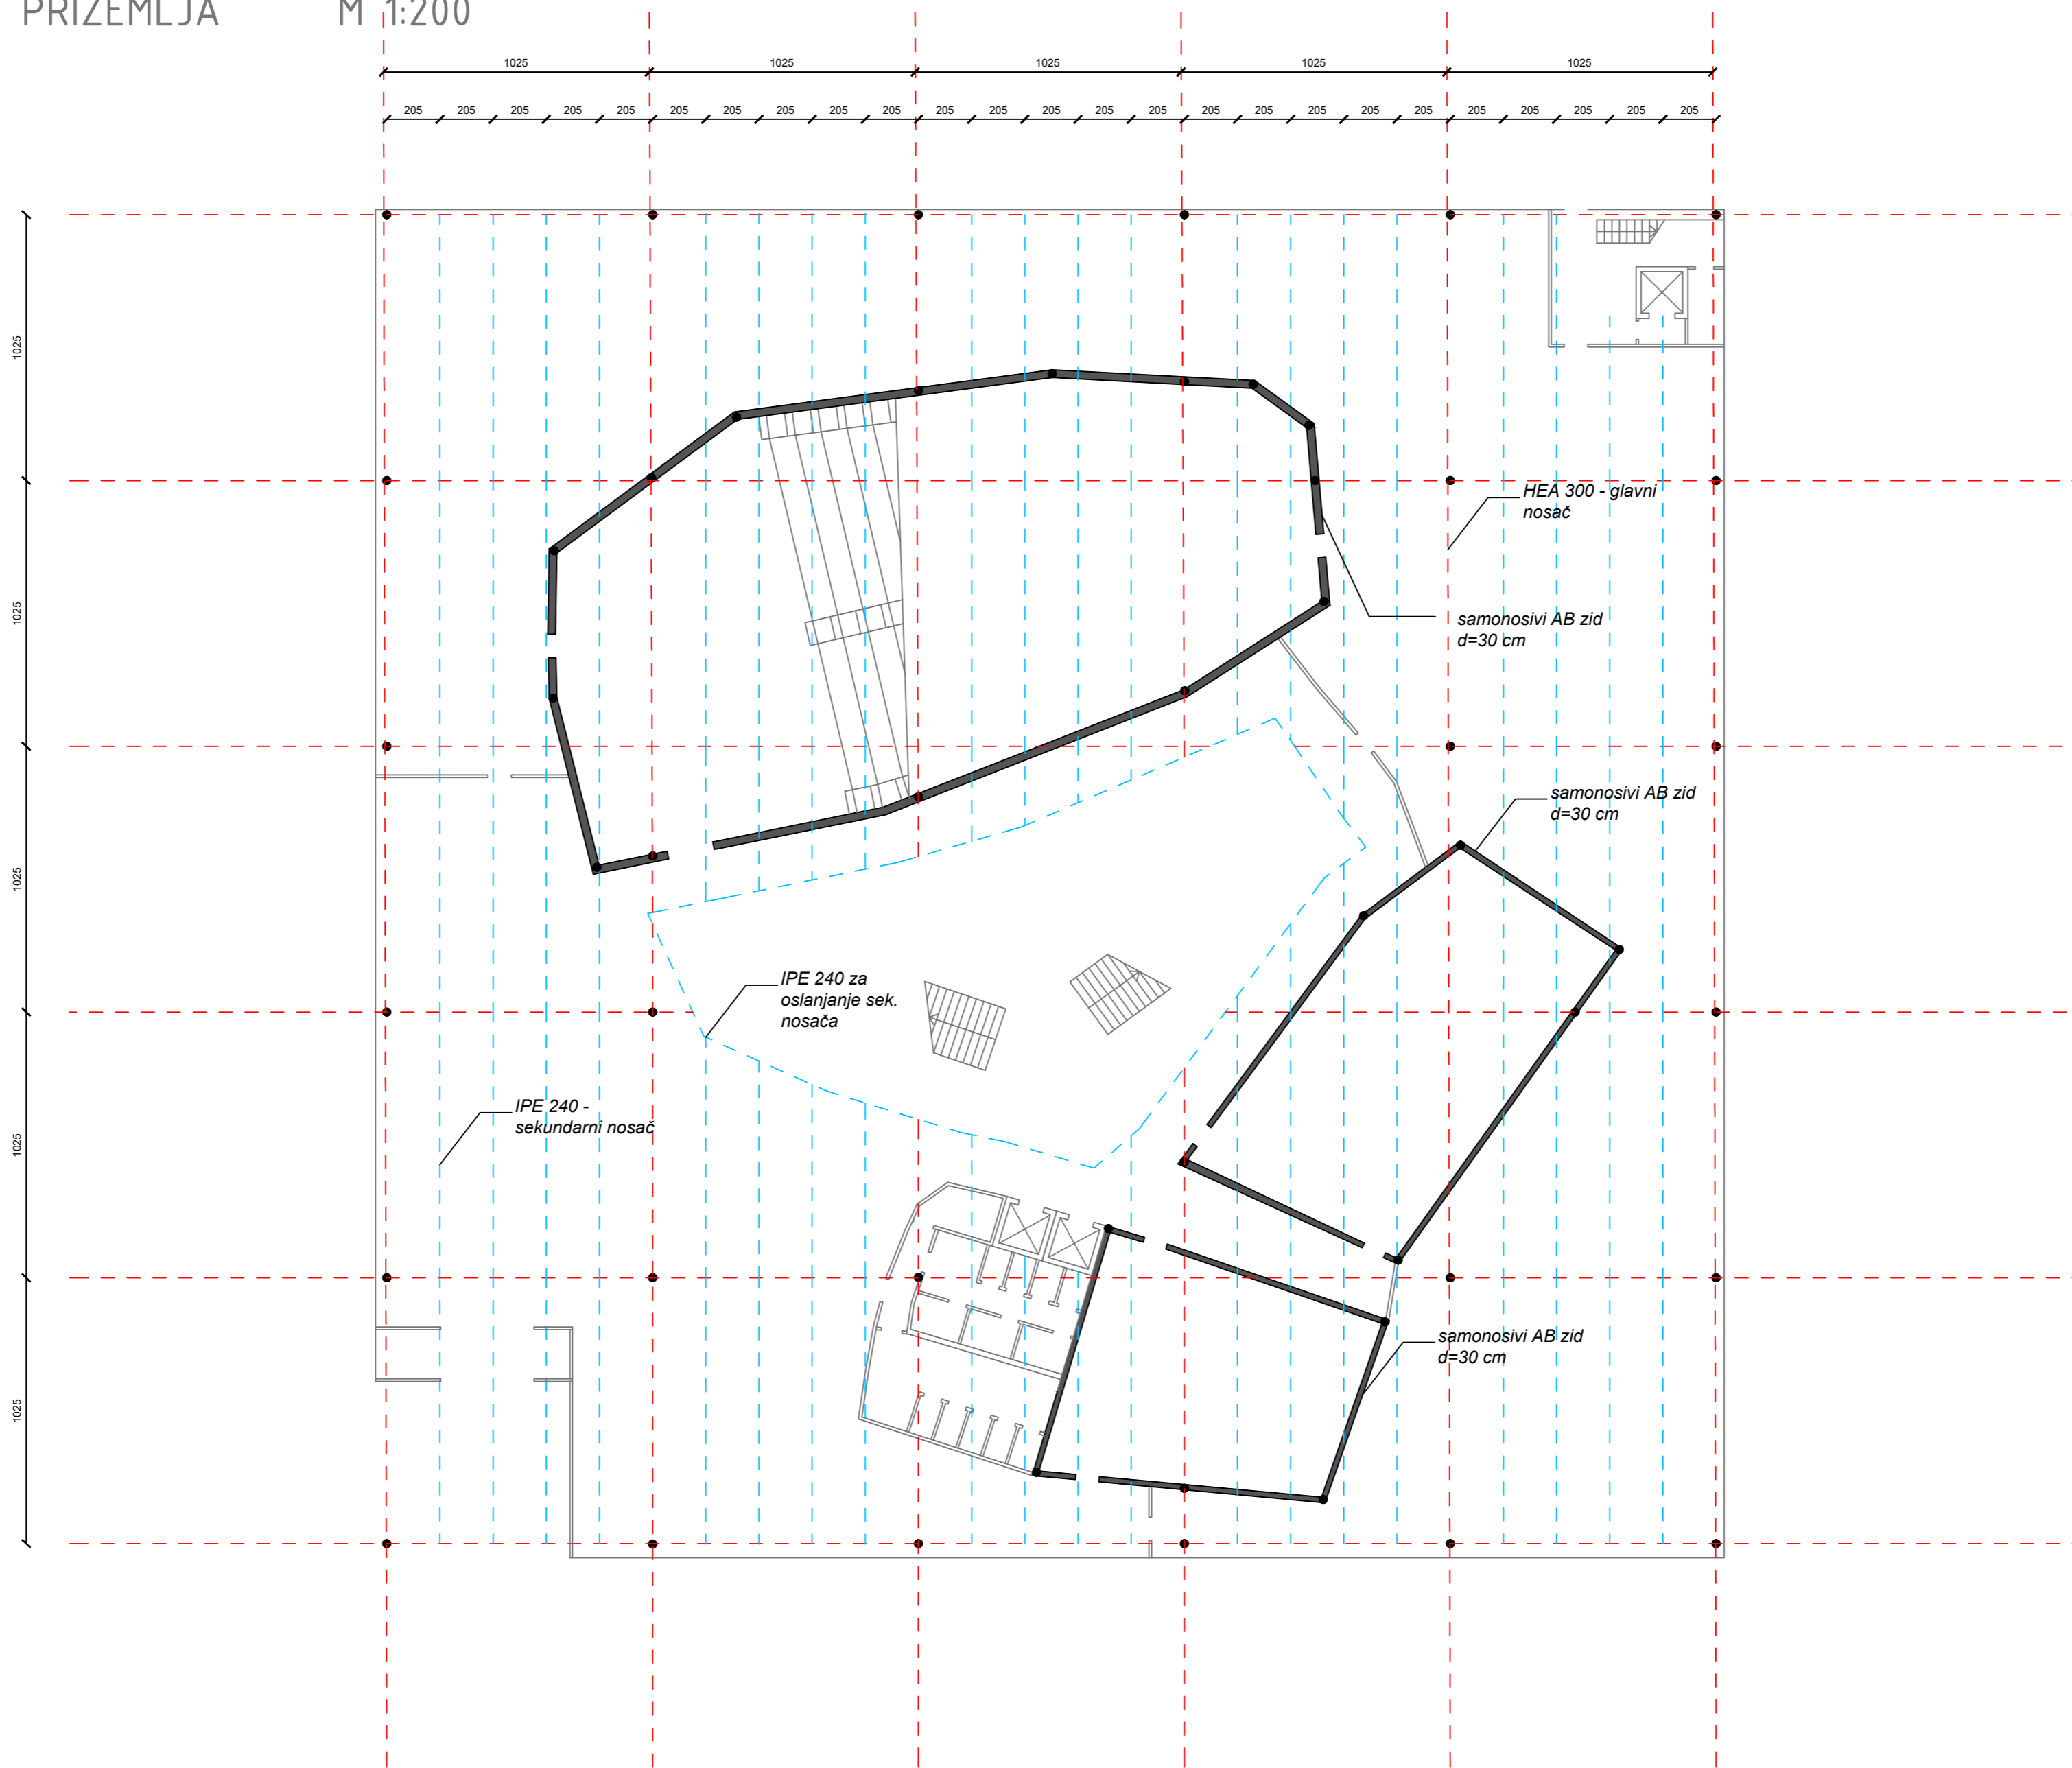 PRIZEMLJA M 1:200
1025 1025 1025 1025 1025
205 205 205 205 205 205 205 205 205 205 205 205 205 205 205 205 205 205 205 205 205 205 205 205 205
1025
1025
1025
1025
1025
HEA 300 - glavni
nosač
samonosivi AB zid
d=30 cm
samonosivi AB zid
d=30 cm
IPE 240 za
oslanjanje sek.
nosača
IPE 240 -
sekundarni nosač
samonosivi AB zid
d=30 cm